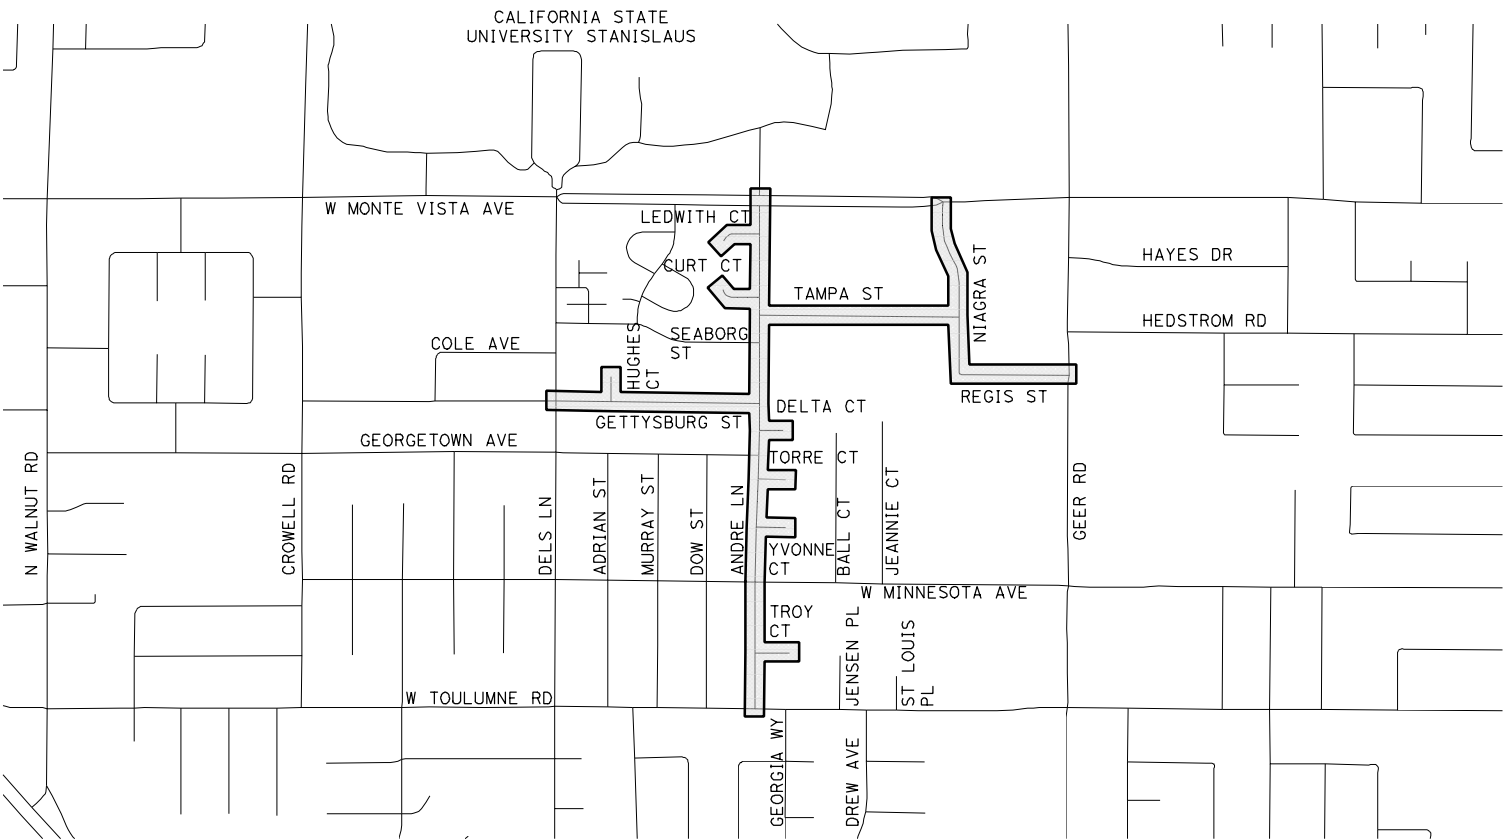 CALIFORNIA STATE
UNIVERSITY STANISLAUS
W MONTE VISTA AVE
LEDWITH CT
CURT CT
HAYES DR
TAMPA ST
NIAGRA ST
HEDSTROM RD
COLE AVE
HUGHES
CT
SEABORG
ST
REGIS ST
DELTA CT
GETTYSBURG ST
GEORGETOWN AVE
TORRE CT
N WALNUT RD
CROWELL RD
DELS LN
ADRIAN ST
MURRAY ST
DOW ST
ANDRE LN
YVONNE
CT
BALL CT
JEANNIE CT
GEER RD
W MINNESOTA AVE
TROY
CT
JENSEN PL
ST LOUIS
PL
W TOULUMNE RD
GEORGIA WY
DREW AVE